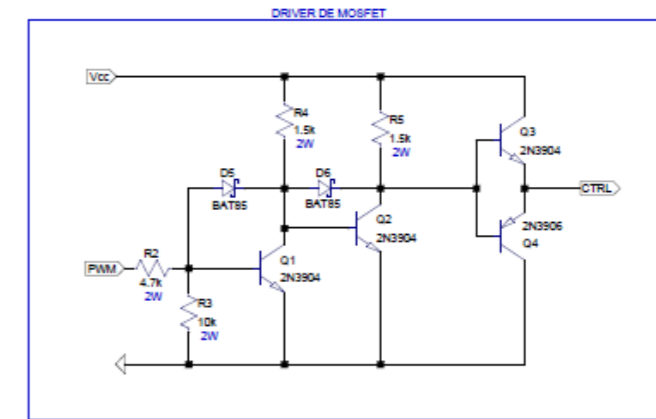 DRIVER DE MOSFET
Vcc
R4
1.5k
2W
R5
1.5k
2W
Q3
2N3904
D5
BAT85
D6
BAT85
CTRL
Q2
2N3904
2N3906
Q4
R2
4.7k
2W
PWM
Q1
2N3904
R3
10k
2W